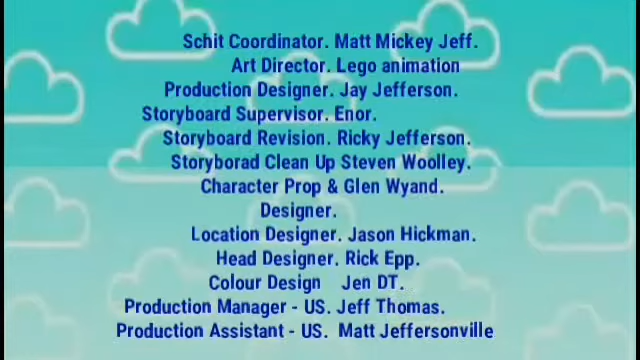 Schit Coordinator. Matt Mickey Jeff.
Art Director. Lego animation
Production Designer. Jay Jefferson.
Storyboard Supervisor. Enor.
Storyboard Revision. Ricky Jefferson.
Storyborad Clean Up Steven Woolley.
Character Prop & Glen Wyand.
Designer.
Location Designer. Jason Hickman.
Head Designer. Rick Epp.
Colour Design Jen DT.
Production Manager - US. Jeff Thomas.
Production Assistant - US. Matt Jeffersonville